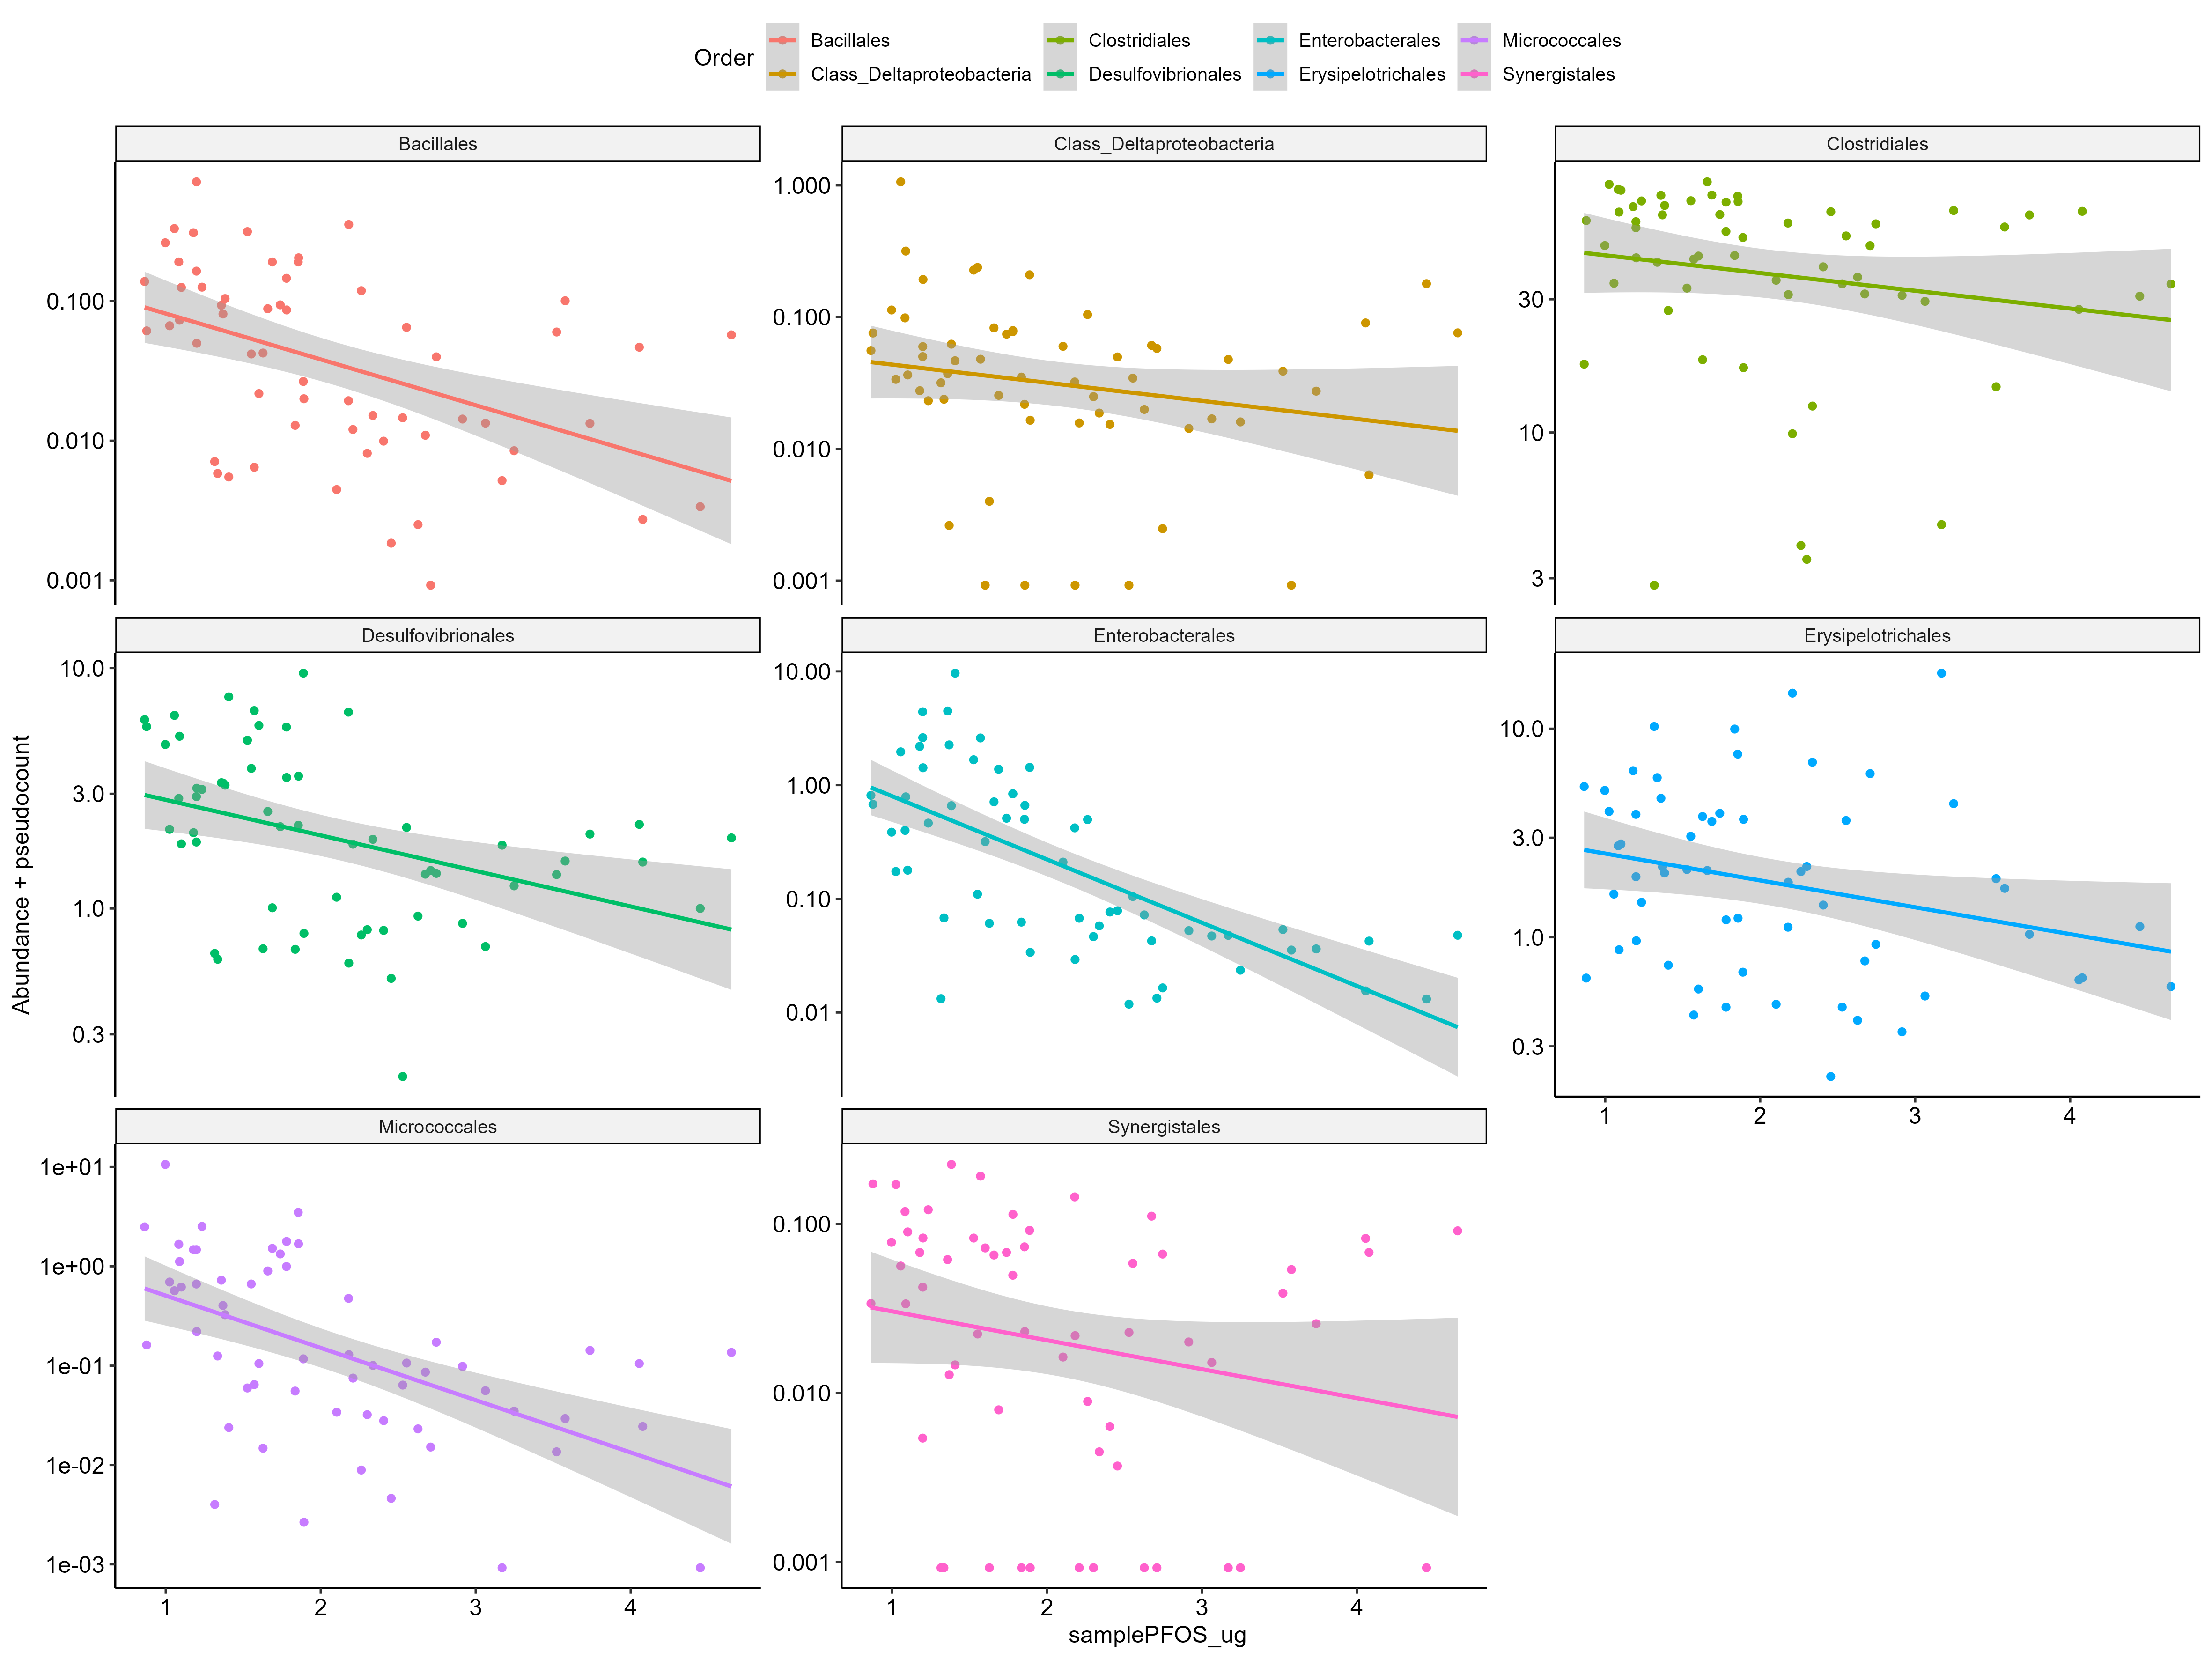 Order
Bacillales Clostridiales Enterobacterales Micrococcales
Class_Deltaproteobacteria Desulfovibrionales Erysipelotrichales Synergistales
Bacillales Class_Deltaproteobacteria Clostridiales
0.100
0.010
0.001
1.000
0.100
0.010
0.001
30
10
3
Desulfovibrionales Enterobacterales Erysipelotrichales
10.0
3.0
1.0
0.3
10.00
1.00
0.10
0.01
10.0
3.0
1.0
0.3
1 2 3 4
Micrococcales Synergistales
1e+01
1e+00
1e-01
1e-02
1e-03
0.100
0.010
0.001
1 2 3 4
1 2 3 4
Abundance + pseudocount
samplePFOS_ug